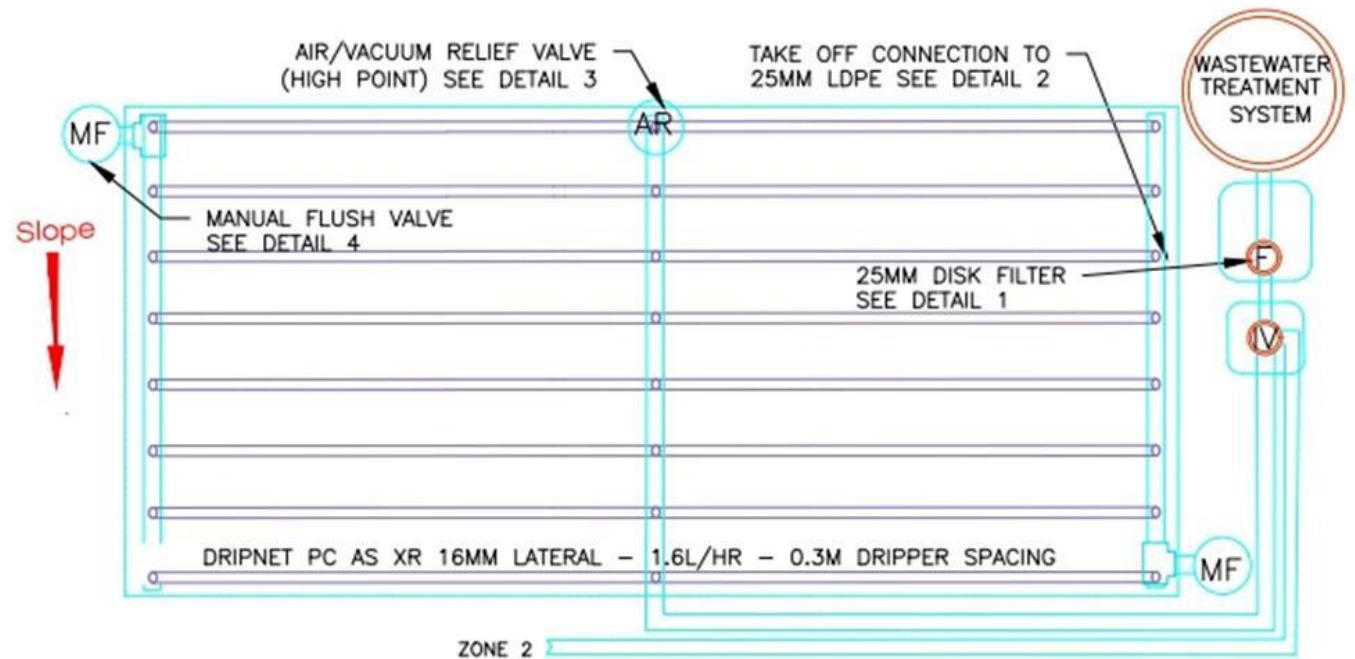 AIR/VACUUM RELIEF VALVE
(HIGH POINT) SEE DETAIL 3
TAKE OFF CONNECTION TO
25MM LDPE SEE DETAIL 2
WASTEWATER
TREATMENT
SYSTEM
MF
AR
MANUAL FLUSH VALVE
SEE DETAIL 4
Slope
F
25MM DISK FILTER
SEE DETAIL 1
IV
DRIPNET PC AS XR 16MM LATERAL – 1.6L/HR – 0.3M DRIPPER SPACING
MF
ZONE 2